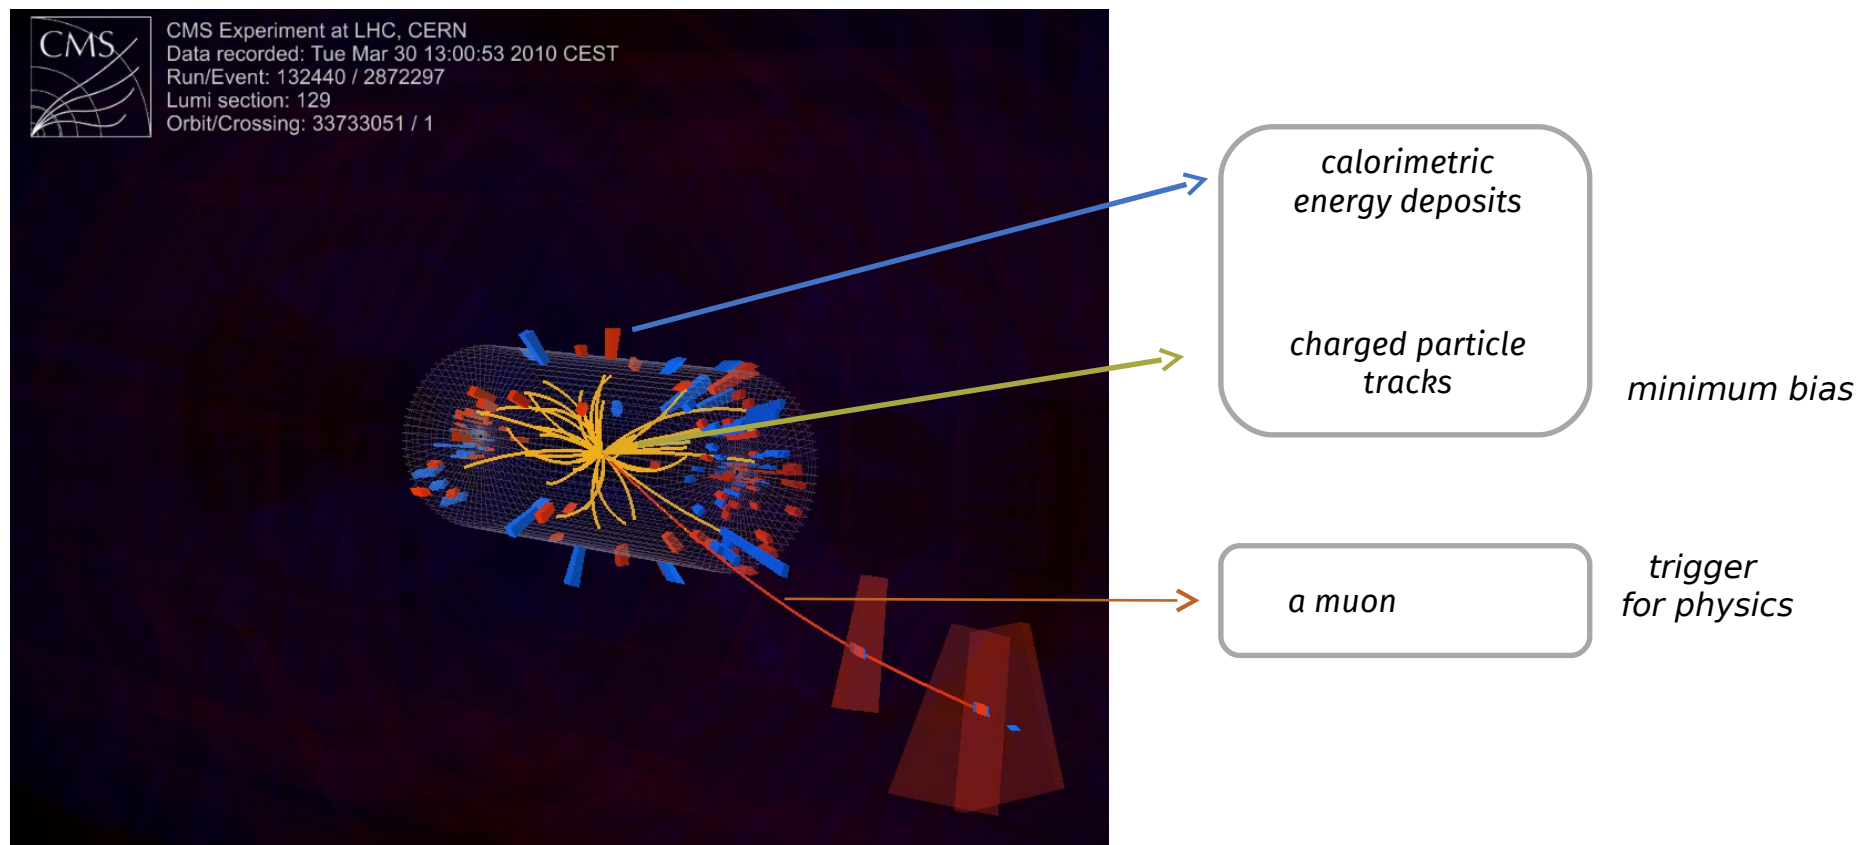 CMS
CMS Experiment at LHC, CERN
Data recorded: Tue Mar 30 13:00:53 2010 CEST
Run/Event: 132440 / 2872297
Lumi section: 129
Orbit/Crossing: 33733051 / 1
calorimetric
energy deposits
charged particle
tracks
minimum bias
a muon
trigger
for physics